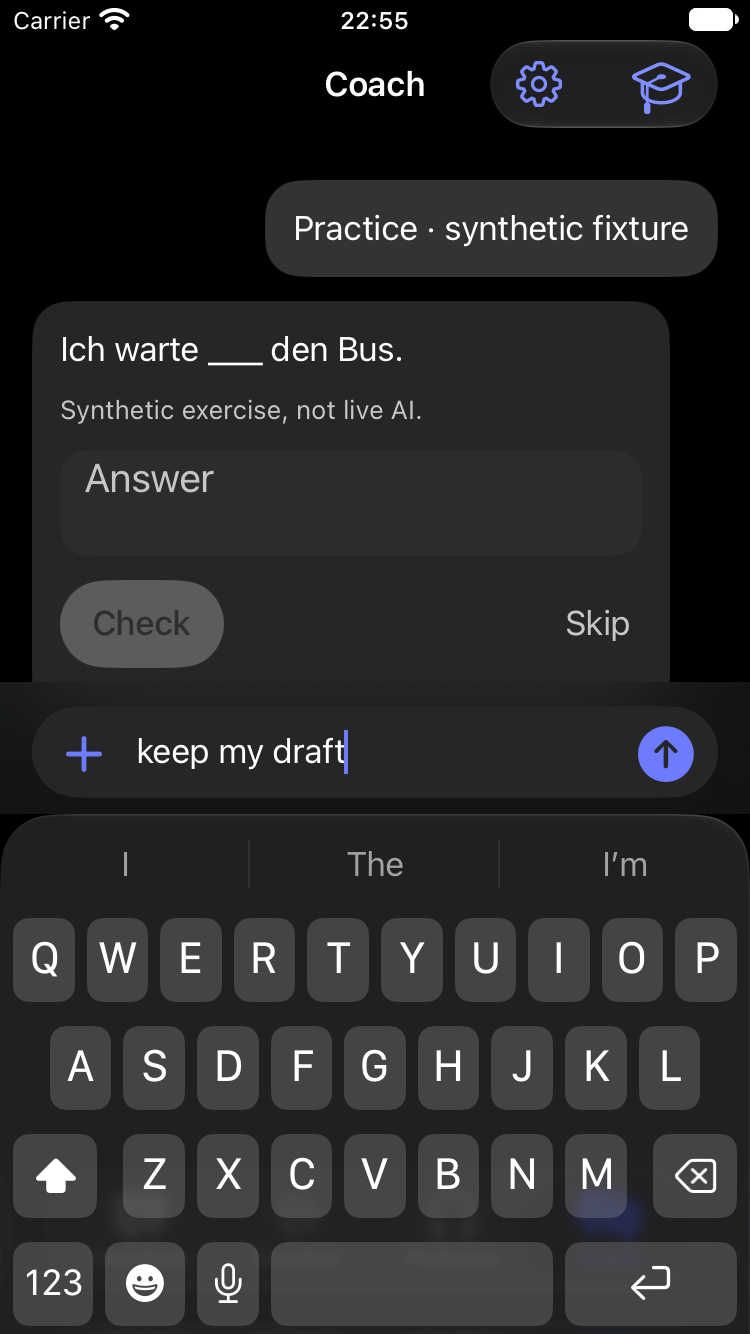 Carrier 22:55
Coach
Practice · synthetic fixture
Ich warte ____ den Bus.
Synthetic exercise, not live AI.
Answer
Check Skip
keep my draft
I The I’m
Q W E R T Y U I O P
A S D F G H J K L
Z X C V B N M
123